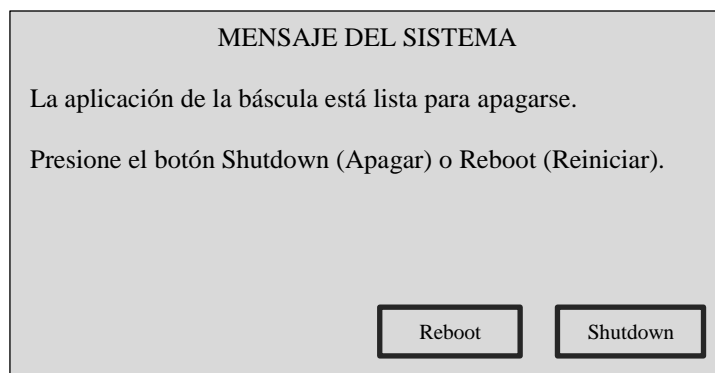 MENSAJE DEL SISTEMA
La aplicación de la báscula está lista para apagarse.
Presione el botón Shutdown (Apagar) o Reboot (Reiniciar).
Reboot
Shutdown